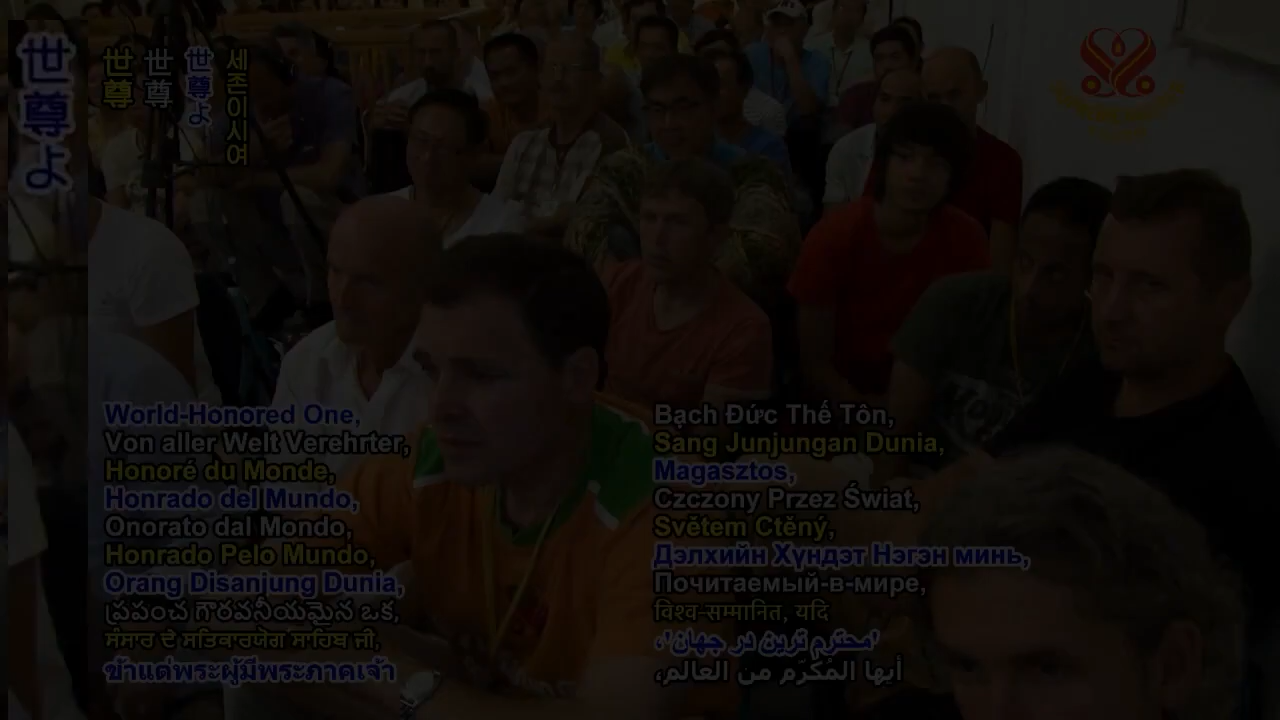 世尊よ
世尊
世尊
世尊よ
세존이시여
World-Honored One,
Von aller Welt Verehrter,
Honoré du Monde,
Honrado del Mundo,
Onorato dal Mondo,
Honrado Pelo Mundo,
Orang Disanjung Dunia,
ప్రపంచ గౌరవనీయమైన ఒక,
ਸੰਸਾਰ ਦੇ ਸਤਿਕਾਰਯੋਗ ਸਾਹਿਬ ਜੀ,
ข้าแต่พระผู้มีพระภาคเจ้า
Bạch Đức Thế Tôn,
Sang Junjungan Dunia,
Magasztos,
Czczony Przez Świat,
Světem Ctěný,
Дэлхийн Хүндэт Нэгэн минь,
Почитаемый-в-мире,
विश्व-सम्मानित, यदि
'محترم ترین در جهان'،
أيها المُكرّم من العالم،